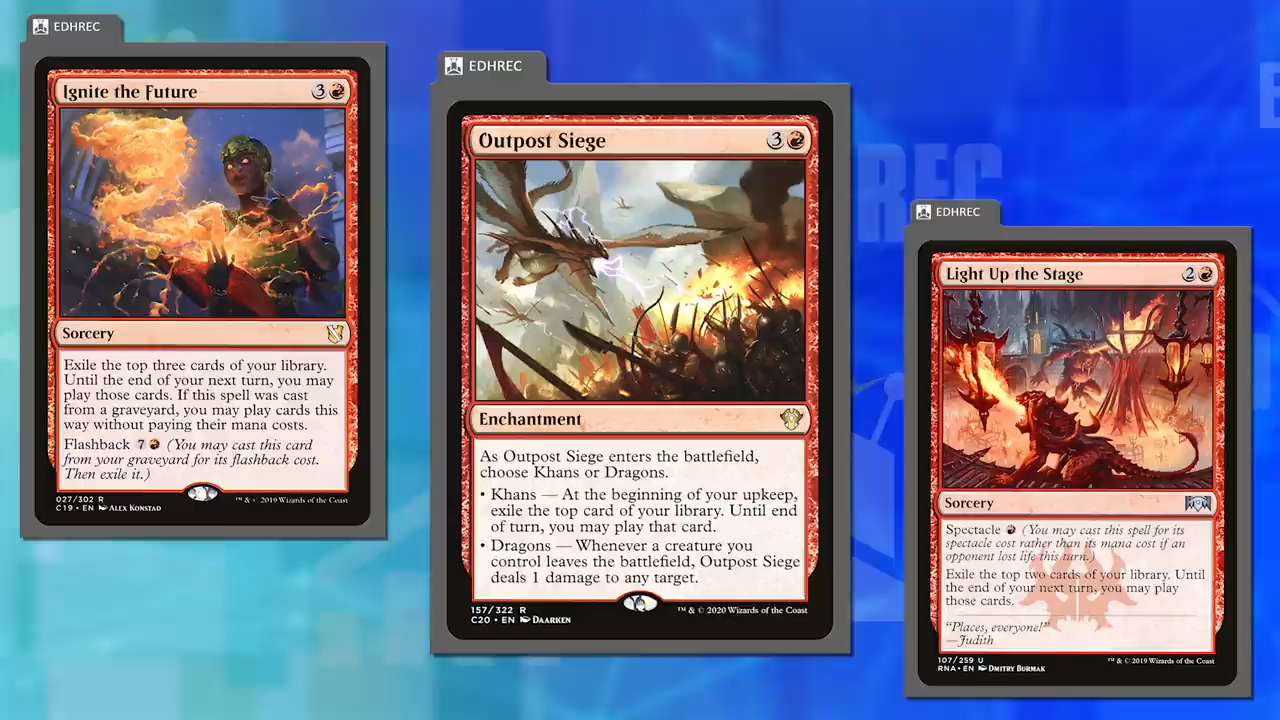 EDHREC
Ignite the Future 3
Sorcery
Exile the top three cards of your library.
Until the end of your next turn, you may
play those cards. If this spell was cast
from a graveyard, you may play cards this
way without paying their mana costs.
Flashback 7 (You may cast this card
from your graveyard for its flashback cost.
Then exile it.)
027/302 R
C19 • EN ALEX KONSTAD
™ & © 2019 Wizards of the Coast
EDHREC
Outpost Siege 3
Enchantment
As Outpost Siege enters the battlefield,
choose Khans or Dragons.
• Khans — At the beginning of your upkeep,
exile the top card of your library. Until end
of turn, you may play that card.
• Dragons — Whenever a creature you
control leaves the battlefield, Outpost Siege
deals 1 damage to any target.
157/322 R
C20 • EN DAARKEN
™ & © 2020 Wizards of the Coast
REC
EDHREC
Light Up the Stage 2
Sorcery
Spectacle (You may cast this spell for its
spectacle cost rather than its mana cost if an
opponent lost life this turn.)
Exile the top two cards of your library. Until
the end of your next turn, you may play
those cards.
"Places, everyone!"
—Judith
107/259 U
RNA • EN DMITRY BURMAK
™ & © 2019 Wizards of the Coast